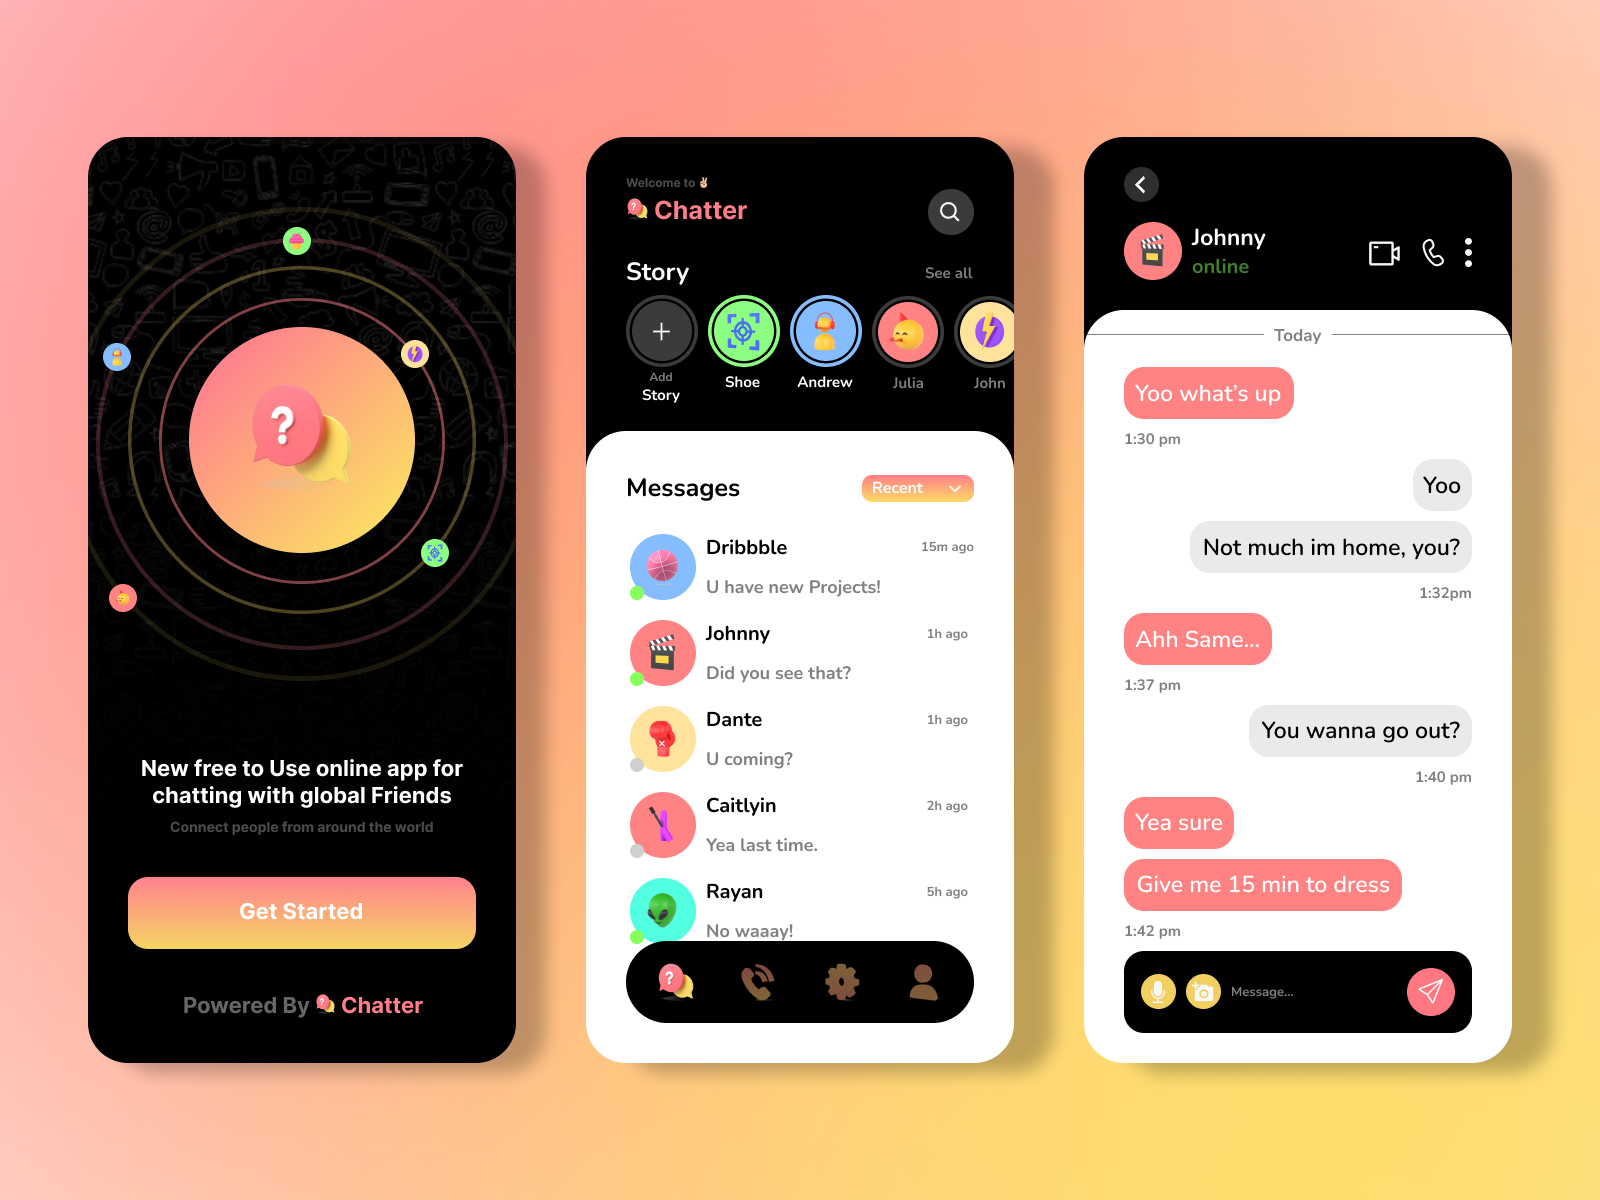 New free to Use online app for
chatting with global Friends
Connect people from around the world
Get Started
Powered By ? Chatter
Welcome to ✌🏻
Chatter
Story
See all
Add
Story
Shoe
Andrew
Julia
John
Messages
Recent
Dribbble
15m ago
U have new Projects!
Johnny
1h ago
Did you see that?
Dante
1h ago
U coming?
Caitlyin
2h ago
Yea last time.
Rayan
5h ago
No waaay!
Johnny
online
Today
Yoo what’s up
1:30 pm
Yoo
Not much im home, you?
1:32pm
Ahh Same...
1:37 pm
You wanna go out?
1:40 pm
Yea sure
Give me 15 min to dress
1:42 pm
Message...